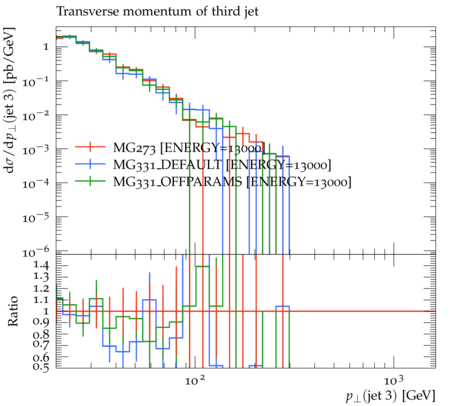 Transverse momentum of third jet
dσ/dp⊥(jet 3) [pb/GeV]
1
10⁻¹
10⁻²
10⁻³
10⁻⁴
10⁻⁵
10⁻⁶
MG273 [ENERGY=13000]
MG331_DEFAULT [ENERGY=13000]
MG331_OFFPARAMS [ENERGY=13000]
Ratio
1.4
1.3
1.2
1.1
1
0.9
0.8
0.7
0.6
0.5
10² 10³
p⊥(jet 3) [GeV]